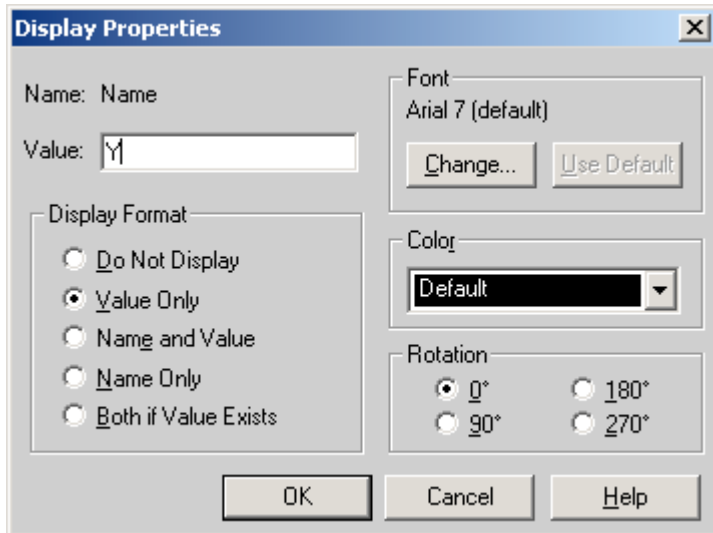 Display Properties
Name: Name
Value: Y
Display Format
Do Not Display
Value Only
Name and Value
Name Only
Both if Value Exists
Font
Arial 7 (default)
Change... Use Default
Color
Default
Rotation
0° 180°
90° 270°
OK Cancel Help